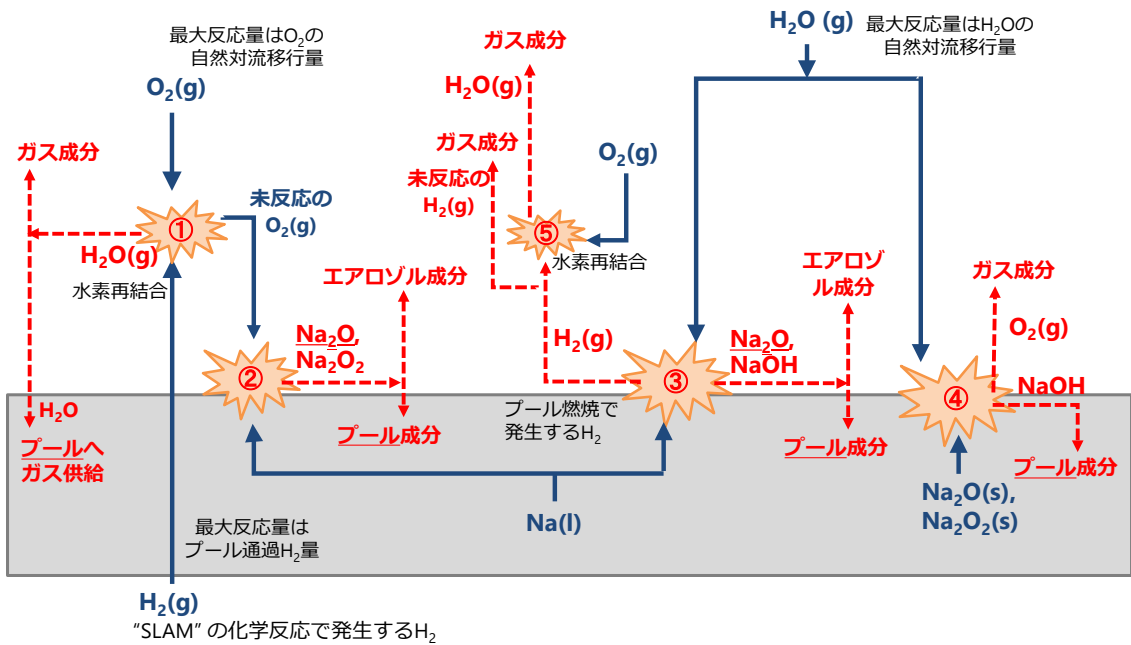 最大反応量はO₂の
自然対流移行量
O₂(g)
ガス成分
①
未反応の
O₂(g)
H₂O(g)
水素再結合
エアロゾル成分
Na₂O,
Na₂O₂
②
H₂O
プールへ
ガス供給
プール成分
最大反応量は
プール通過H₂量
H₂(g)
“SLAM” の化学反応で発生するH₂
ガス成分
H₂O(g)
ガス成分
未反応の
H₂(g)
O₂(g)
⑤
水素再結合
H₂(g)
プール燃焼で
発生するH₂
③
Na(l)
H₂O (g)
最大反応量はH₂Oの
自然対流移行量
エアロゾ
ル成分
Na₂O,
NaOH
プール成分
ガス成分
O₂(g)
④
NaOH
プール成分
Na₂O(s),
Na₂O₂(s)